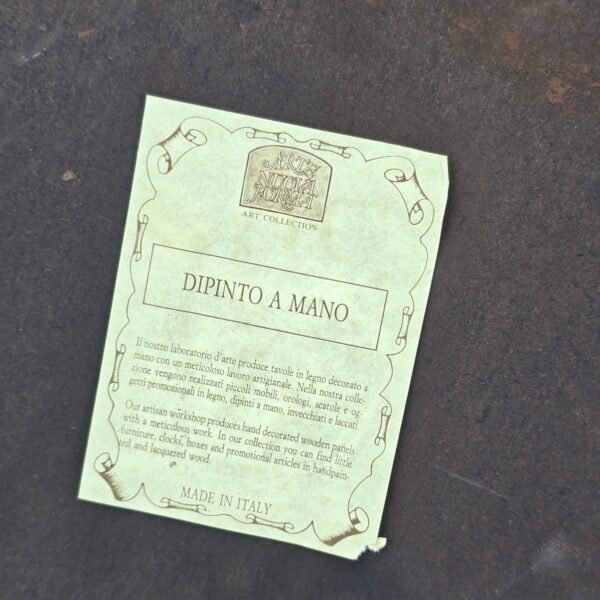 ARTE
NUOVA
FORMA
ART COLLECTION
DIPINTO A MANO
Il nostro laboratorio d'arte produce tavole in legno decorato a
mano con un meticoloso lavoro artigianale. Nella nostra colle-
zione vengono realizzati piccoli mobili, orologi, scatole e og-
getti promozionali in legno, dipinti a mano, invecchiati e laccati
Our artisan workshop produces hand decorated wooden panels
with a meticulous work. In our collection you can find little
furniture, clocks, boxes and promotional articles in handpain-
ted and lacquered wood.
MADE IN ITALY